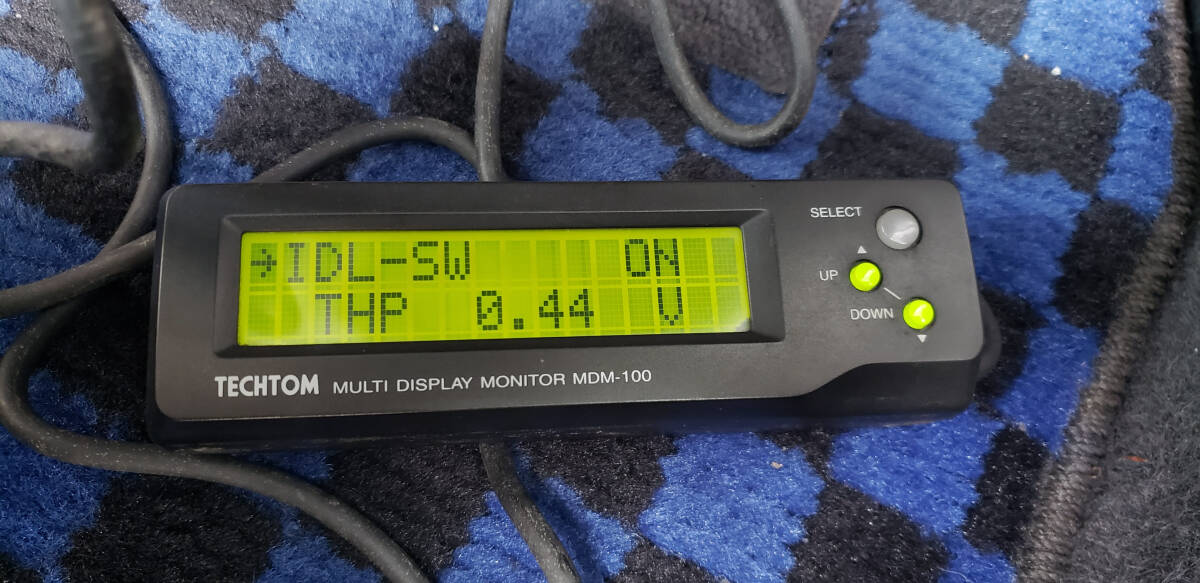 →IDL-SW ON
THP 0.44 V
TECHTOM MULTI DISPLAY MONITOR MDM-100
SELECT
▲
UP
DOWN
▼